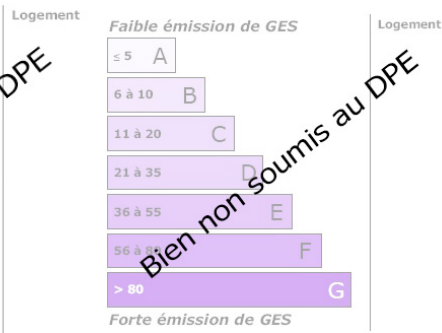 Logement
Faible émission de GES
Logement
≤ 5 A
DPE
6 à 10 B
11 à 20 C
21 à 35 D
36 à 55 E
56 à 80 F
> 80 G
Bien non soumis au DPE
Forte émission de GES